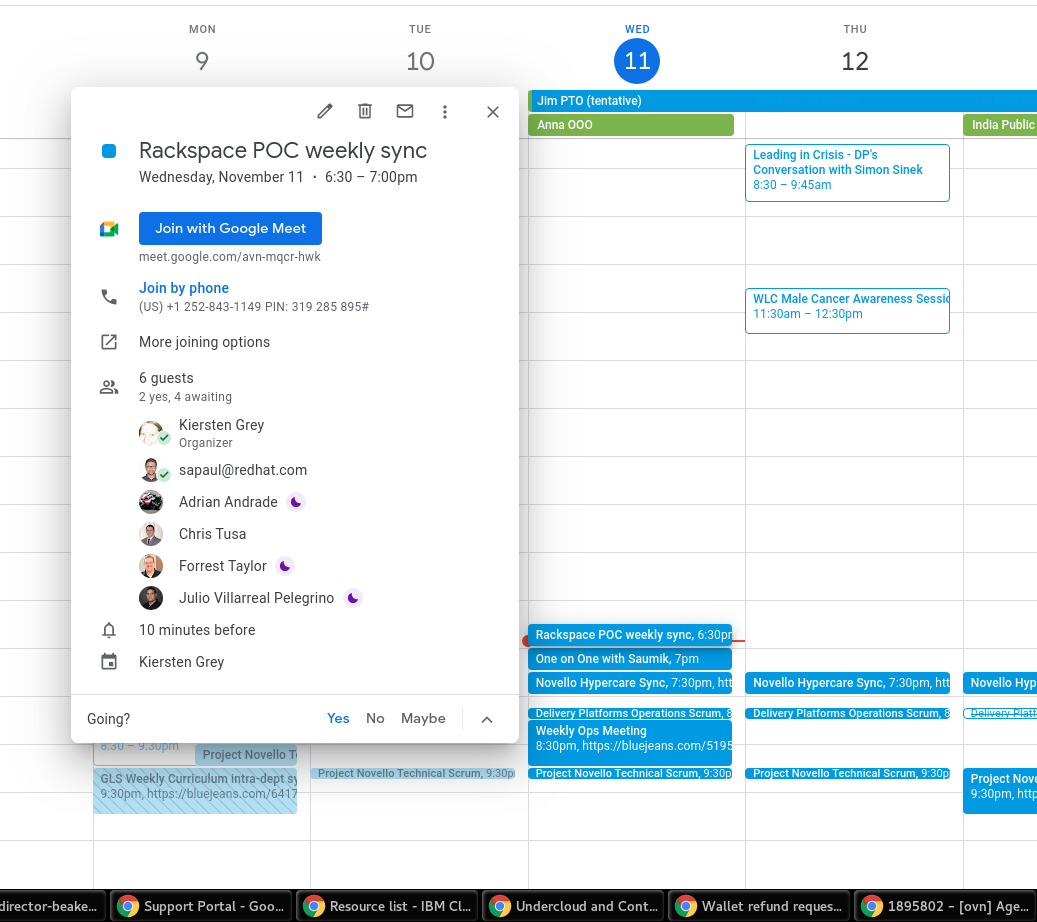 MON
9
TUE
10
WED
11
THU
12
Jim PTO (tentative)
Anna OOO
India Public
Rackspace POC weekly sync
Wednesday, November 11 · 6:30 – 7:00pm
Join with Google Meet
meet.google.com/avn-mqcr-hwk
Join by phone
(US) +1 252-843-1149 PIN: 319 285 895#
More joining options
6 guests
2 yes, 4 awaiting
Kiersten Grey
Organizer
sapaul@redhat.com
Adrian Andrade
Chris Tusa
Forrest Taylor
Julio Villarreal Pelegrino
10 minutes before
Kiersten Grey
Going?
Yes
No
Maybe
8:30 – 9:30pm
Project Novello T
GLS Weekly Curriculum Intra-dept sy
9:30pm, https://bluejeans.com/6417
Project Novello Technical Scrum, 9:30p
Rackspace POC weekly sync, 6:30pr
One on One with Saumik, 7pm
Novello Hypercare Sync, 7:30pm, htt
Delivery Platforms Operations Scrum, 8
Weekly Ops Meeting
8:30pm, https://bluejeans.com/5195
Project Novello Technical Scrum, 9:30p
Leading in Crisis - DP's
Conversation with Simon Sinek
8:30 – 9:45am
WLC Male Cancer Awareness Sessio
11:30am – 12:30pm
Novello Hypercare Sync, 7:30pm, htt
Delivery Platforms Operations Scrum, 8
Project Novello Technical Scrum, 9:30p
Novello Hyp
Delivery Platf
Project Nove
9:30pm, http
director-beake...
Support Portal - Goo...
Resource list - IBM Cl...
Undercloud and Cont...
Wallet refund reques...
1895802 – [ovn] Age...